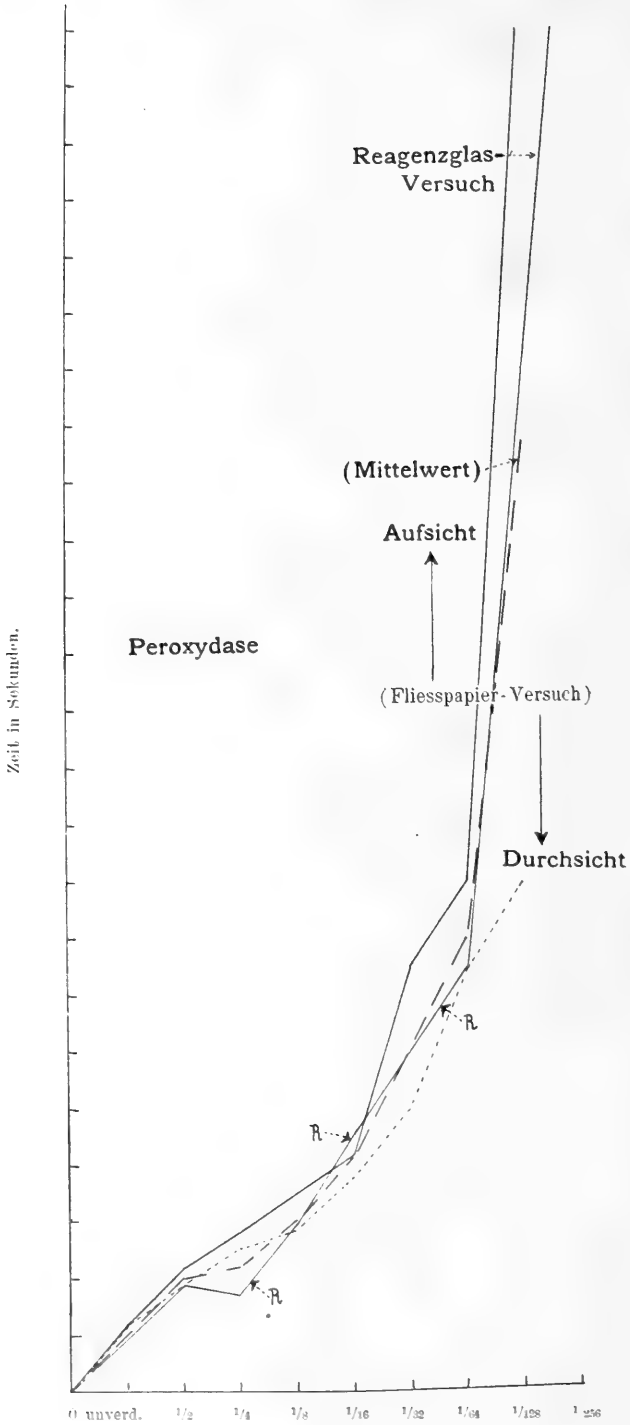 Reagenzglas-
Versuch
(Mittelwert)
Aufsicht
Peroxydase
(Fliesspapier-Versuch)
Zeit in Sekunden.
Durchsicht
R
R
R
0 unverd. 1/2 1/4 1/8 1/16 1/32 1/64 1/128 1/256